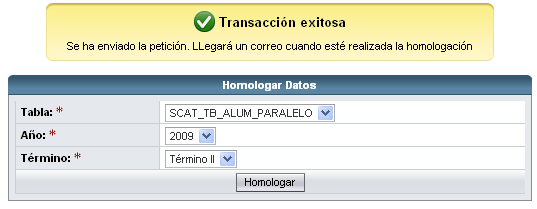 Transacción exitosa
Se ha enviado la petición. LLegará un correo cuando esté realizada la homologación
Homologar Datos
Tabla: * SCAT_TB_ALUM_PARALELO
Año: * 2009
Término: * Término II
Homologar